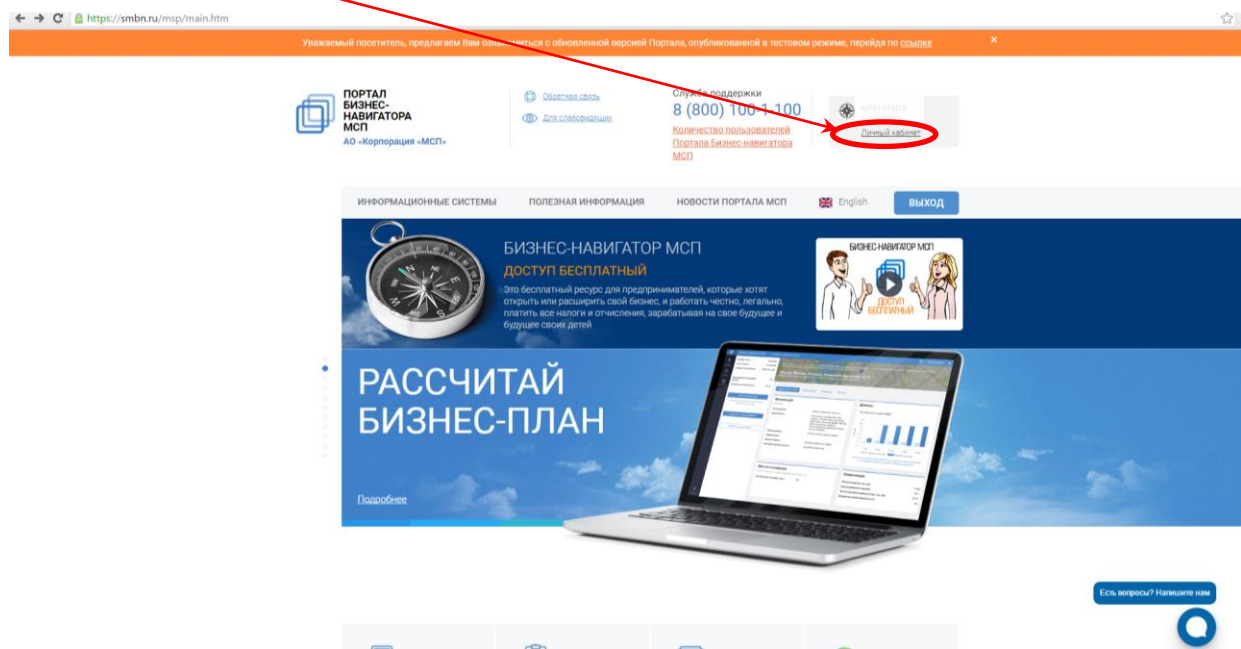 https://smbn.ru/msp/main.htm
Уважаемый посетитель, предлагаем Вам ознакомиться с обновленной версией Портала, опубликованной в тестовом режиме, перейдя по ссылке
×
ПОРТАЛ
БИЗНЕС-
НАВИГАТОРА
МСП
АО «Корпорация «МСП»
Обратная связь
Для слабовидящих
Служба поддержки
8 (800) 100-1-100
Количество пользователей
Портала Бизнес-навигатора
МСП
Личный кабинет
ИНФОРМАЦИОННЫЕ СИСТЕМЫ
ПОЛЕЗНАЯ ИНФОРМАЦИЯ
НОВОСТИ ПОРТАЛА МСП
English
ВЫХОД
БИЗНЕС-НАВИГАТОР МСП
ДОСТУП БЕСПЛАТНЫЙ
Это бесплатный ресурс для предпринимателей, которые хотят
открыть или расширить свой бизнес, и работать честно, легально,
платить все налоги и отчисления, зарабатывая на свое будущее и
будущее своих детей
БИЗНЕС-НАВИГАТОР МСП
ДОСТУП
БЕСПЛАТНЫЙ
N
NE
E
S
W
РАССЧИТАЙ
БИЗНЕС-ПЛАН
Подробнее
Есть вопросы? Напишите нам